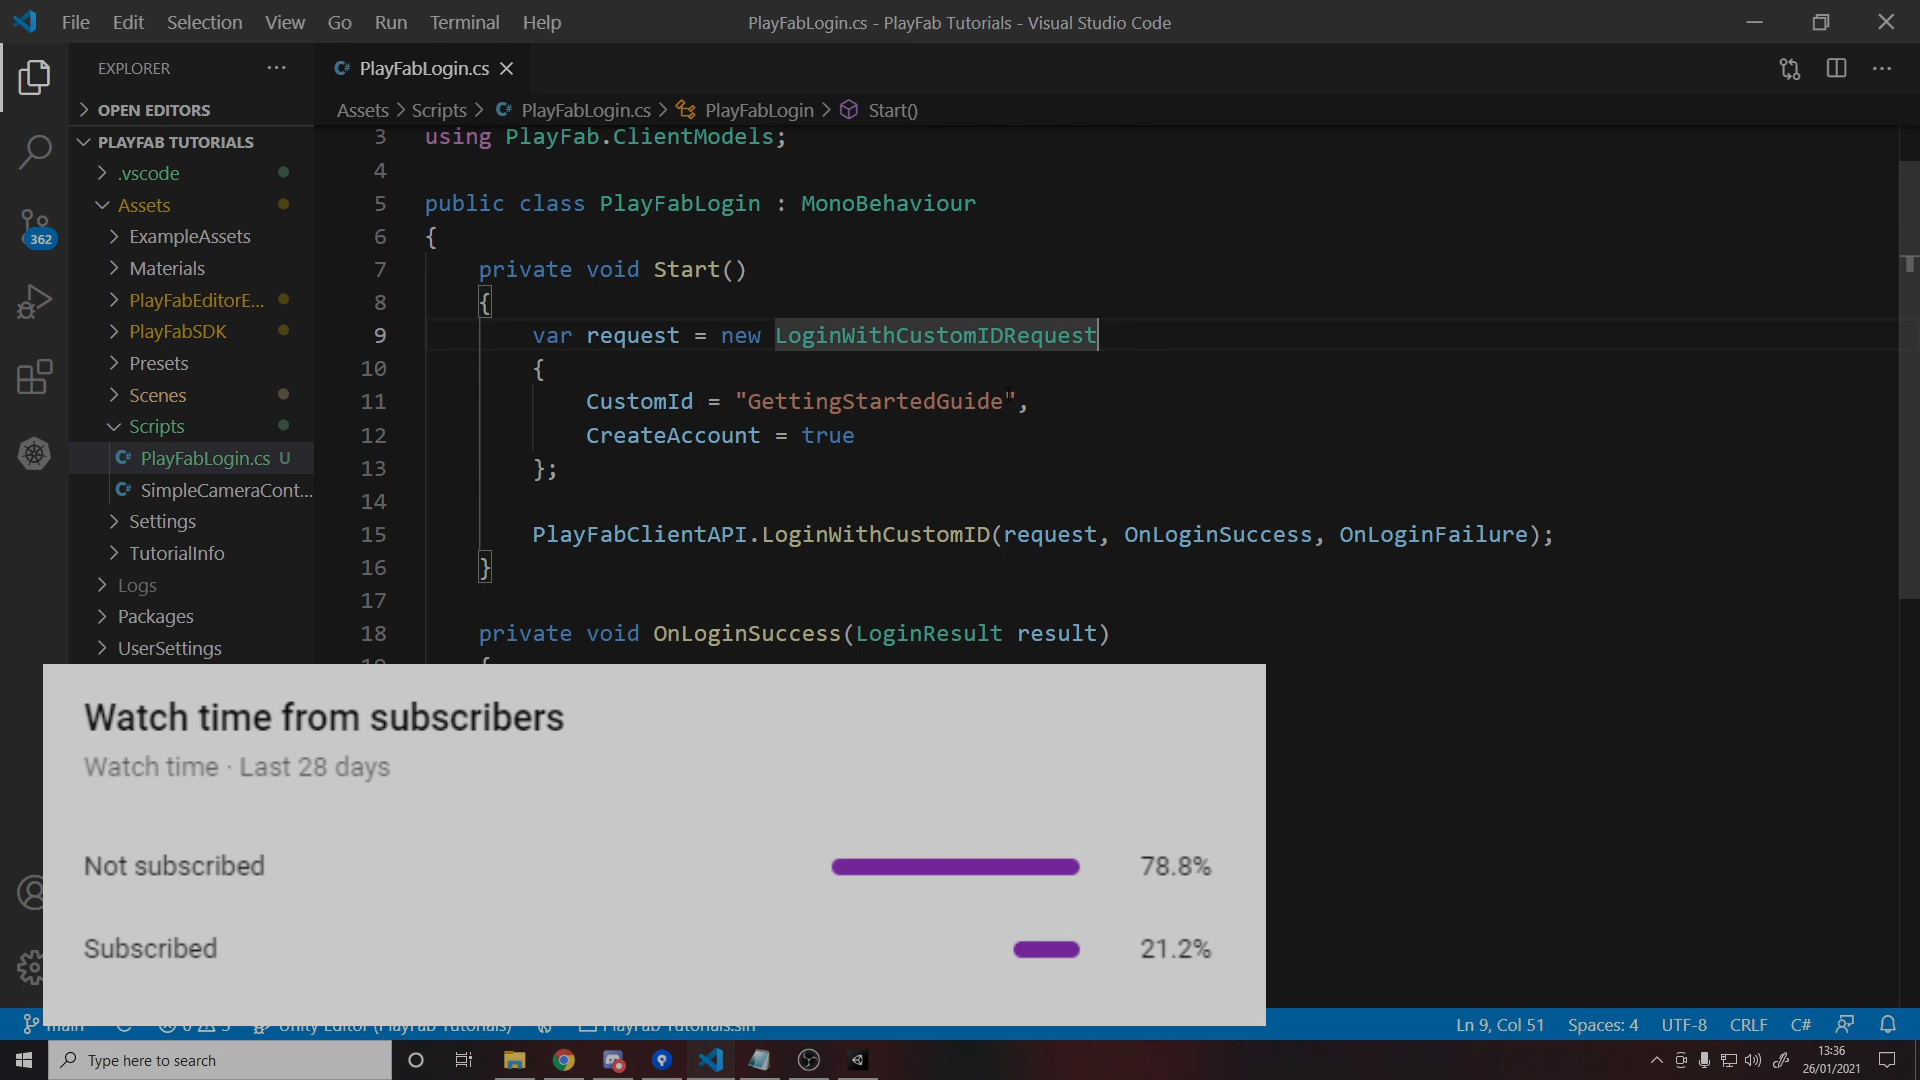 File Edit Selection View Go Run Terminal Help
PlayFabLogin.cs - PlayFab Tutorials - Visual Studio Code
EXPLORER
PlayFabLogin.cs
OPEN EDITORS
Assets > Scripts > PlayFabLogin.cs > PlayFabLogin > Start()
PLAYFAB TUTORIALS
.vscode
Assets
ExampleAssets
Materials
PlayFabEditorE...
PlayFabSDK
Presets
Scenes
Scripts
PlayFabLogin.cs U
SimpleCameraCont...
Settings
TutorialInfo
Logs
Packages
UserSettings
362
3 using PlayFab.ClientModels;
4
5 public class PlayFabLogin : MonoBehaviour
6 {
7 private void Start()
8 {
9 var request = new LoginWithCustomIDRequest
10 {
11 CustomId = "GettingStartedGuide",
12 CreateAccount = true
13 };
14
15 PlayFabClientAPI.LoginWithCustomID(request, OnLoginSuccess, OnLoginFailure);
16 }
17
18 private void OnLoginSuccess(LoginResult result)
Watch time from subscribers
Watch time · Last 28 days
Not subscribed 78.8%
Subscribed 21.2%
Ln 9, Col 51 Spaces: 4 UTF-8 CRLF C#
Type here to search
13:36
26/01/2021